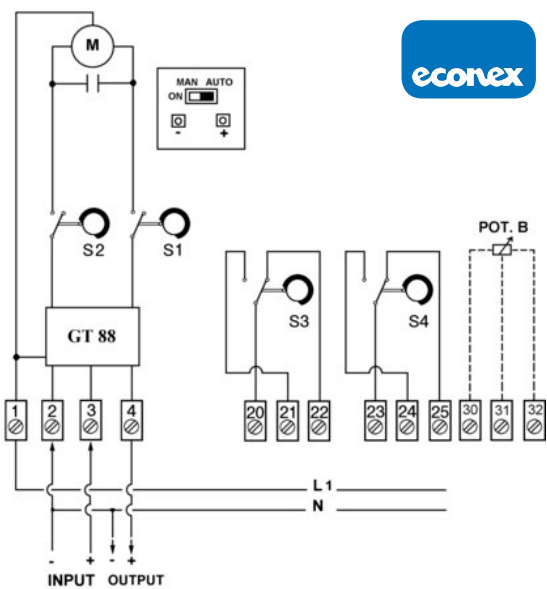 M
econex
MAN AUTO
ON
- +
S2 S1
POT. B
S3 S4
GT 88
1 2 3 4 20 21 22 23 24 25 30 31 32
L1
N
- + - +
INPUT OUTPUT